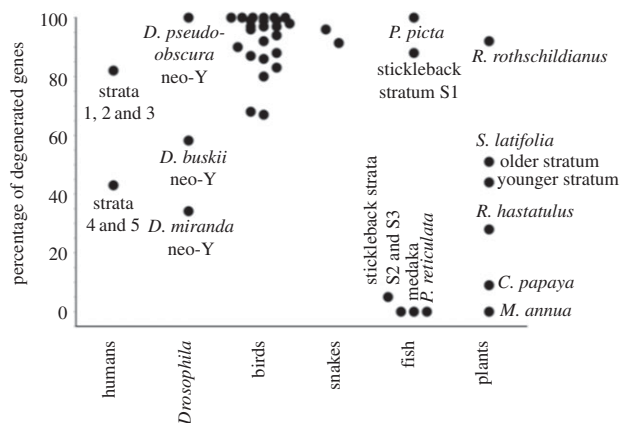 percentage of degenerated genes
100
80
60
40
20
0
strata
1, 2 and 3
strata
4 and 5
D. pseudo-
obscura
neo-Y
D. buskii
neo-Y
D. miranda
neo-Y
P. picta
stickleback
stratum S1
stickleback strata
S2 and S3
medaka
P. reticulata
R. rothschildianus
S. latifolia
older stratum
younger stratum
R. hastatulus
C. papaya
M. annua
humans
Drosophila
birds
snakes
fish
plants